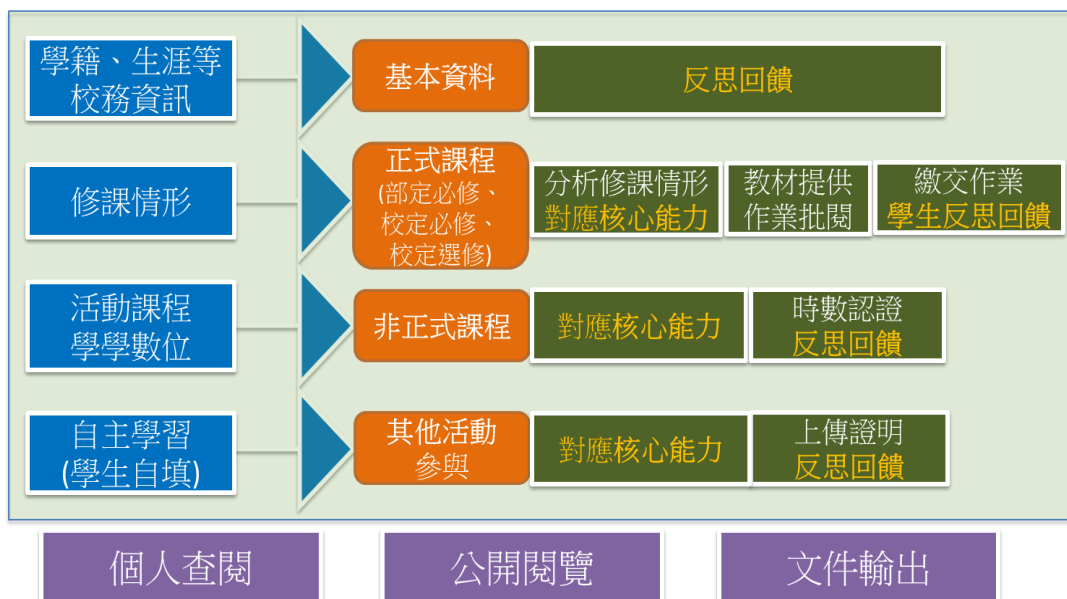 學籍、生涯等
校務資訊
基本資料
反思回饋
修課情形
正式課程
(部定必修、
校定必修、
校定選修)
分析修課情形
對應核心能力
教材提供
作業批閱
繳交作業
學生反思回饋
活動課程
學學數位
非正式課程
對應核心能力
時數認證
反思回饋
自主學習
(學生自填)
其他活動
參與
對應核心能力
上傳證明
反思回饋
個人查閱
公開閱覽
文件輸出